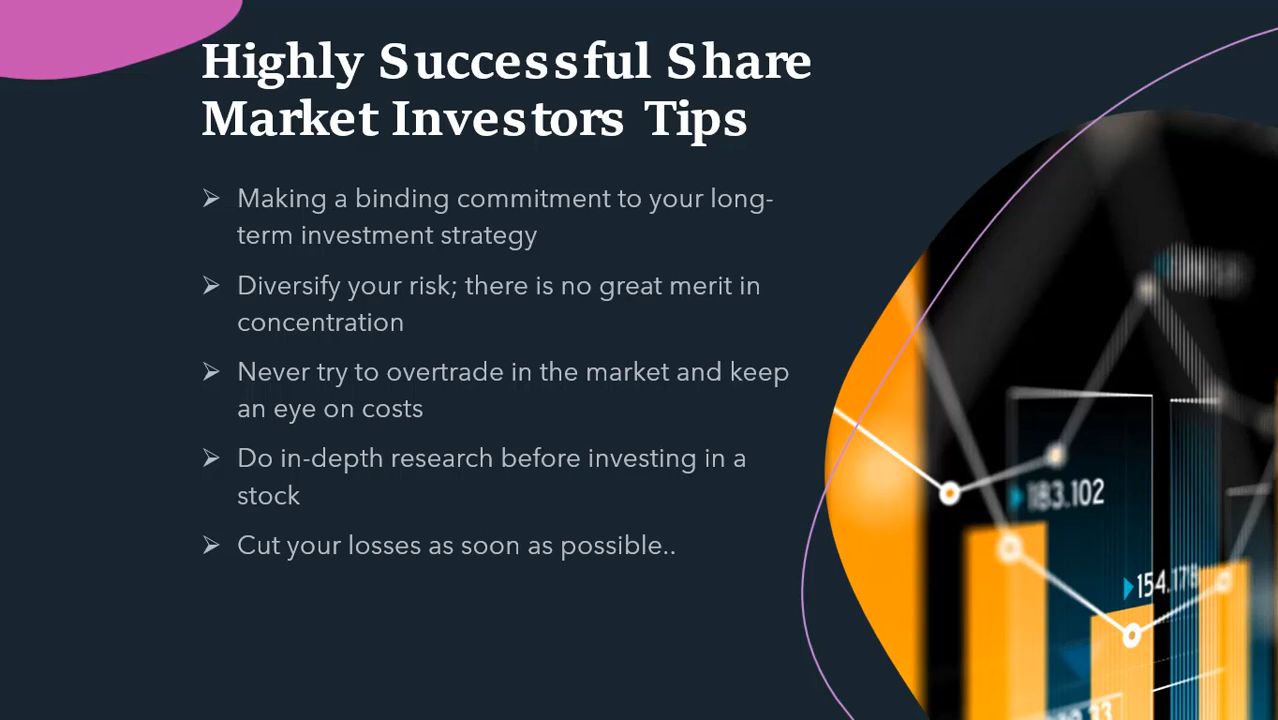 Highly Successful Share
Market Investors Tips
➢ Making a binding commitment to your long-
term investment strategy
➢ Diversify your risk; there is no great merit in
concentration
➢ Never try to overtrade in the market and keep
an eye on costs
➢ Do in-depth research before investing in a
stock
➢ Cut your losses as soon as possible..
183.102
154.178